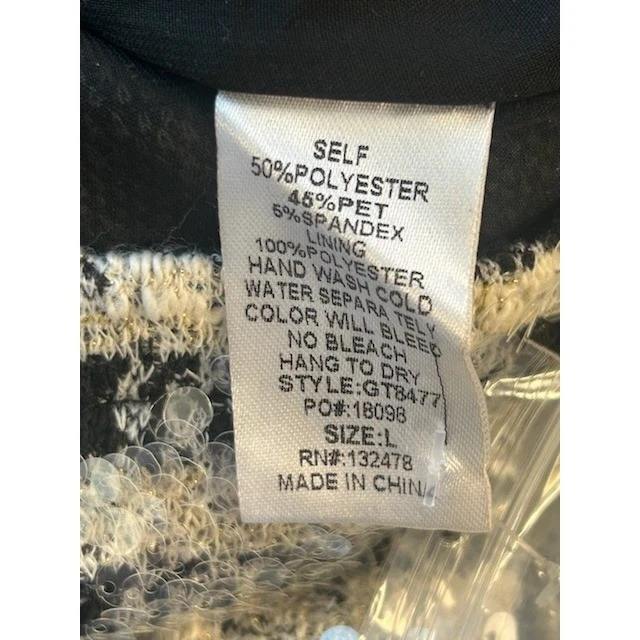 SELF
50%POLYESTER
45%PET
5%SPANDEX
LINING
100%POLYESTER
HAND WASH COLD
WATER SEPARA TELY
COLOR WILL BLEED
NO BLEACH
HANG TO DRY
STYLE:GT8477
PO#:18098
SIZE:L
RN#:132478
MADE IN CHINA